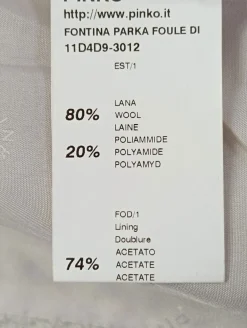 http://www.pinko.it
FONTINA PARKA FOULE DI
11D4D9-3012
EST/1
LANA
80% WOOL
LAINE
POLIAMMIDE
20% POLYAMIDE
POLYAMYD
FOD/1
Lining
Doublure
ACETATO
74% ACETATE
ACETATE